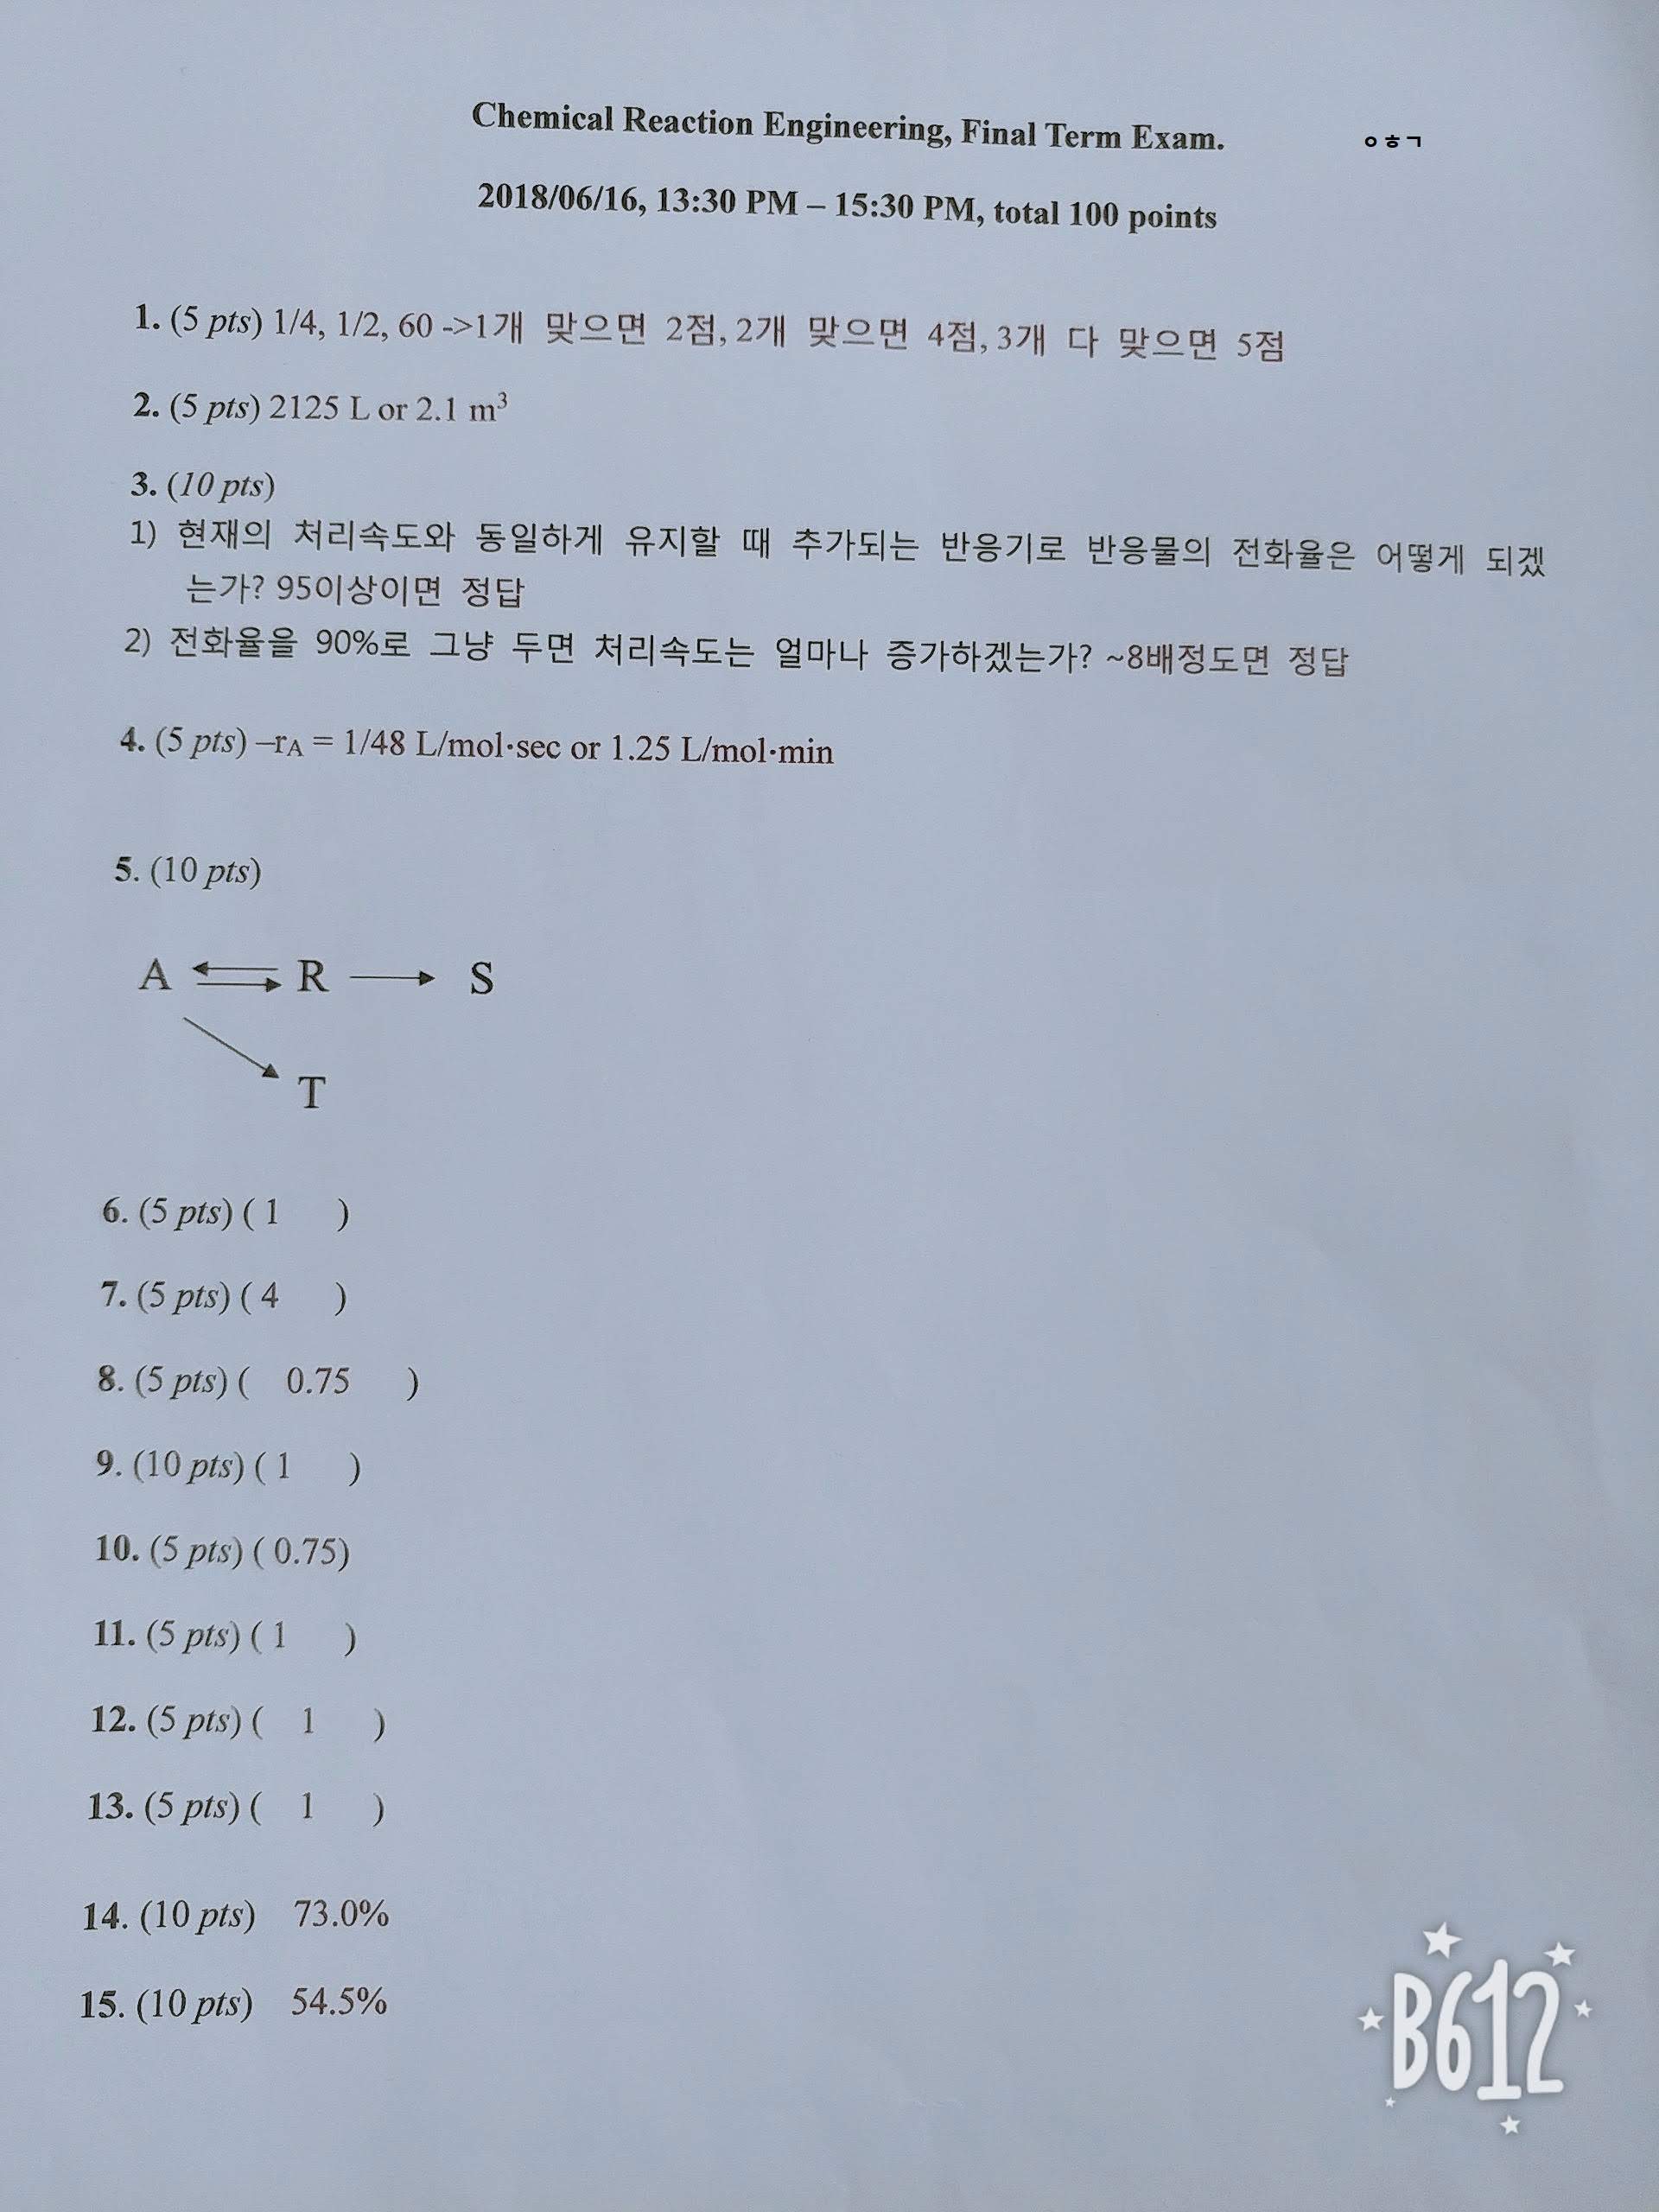 Chemical Reaction Engineering, Final Term Exam.
ㅇㅎㄱ
2018/06/16, 13:30 PM – 15:30 PM, total 100 points
1. (5 pts) 1/4, 1/2, 60 ->1개 맞으면 2점, 2개 맞으면 4점, 3개 다 맞으면 5점
2. (5 pts) 2125 L or 2.1 m³
3. (10 pts)
1) 현재의 처리속도와 동일하게 유지할 때 추가되는 반응기로 반응물의 전화율은 어떻게 되겠
는가? 95이상이면 정답
2) 전화율을 90%로 그냥 두면 처리속도는 얼마나 증가하겠는가? ~8배정도면 정답
4. (5 pts) –rA = 1/48 L/mol·sec or 1.25 L/mol·min
5. (10 pts)
A R S
T
6. (5 pts) ( 1 )
7. (5 pts) ( 4 )
8. (5 pts) ( 0.75 )
9. (10 pts) ( 1 )
10. (5 pts) ( 0.75)
11. (5 pts) ( 1 )
12. (5 pts) ( 1 )
13. (5 pts) ( 1 )
14. (10 pts) 73.0%
15. (10 pts) 54.5%
B612